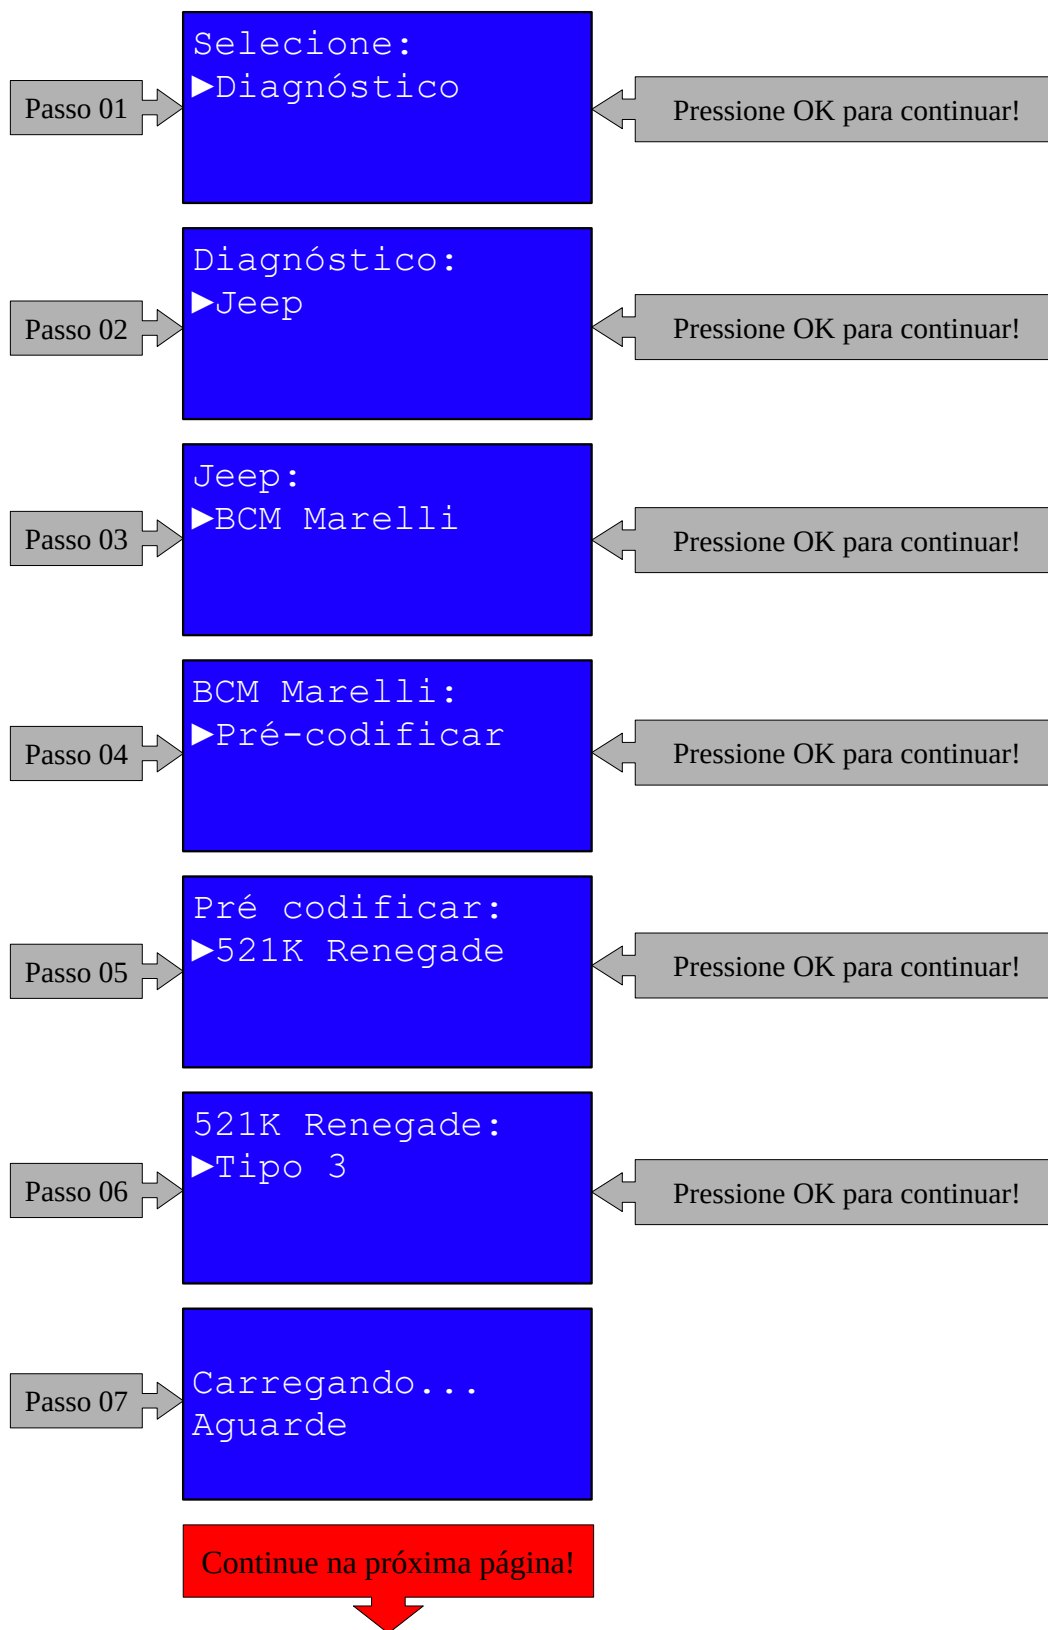 Selecione:
►Diagnóstico
Passo 01
Pressione OK para continuar!
Diagnóstico:
►Jeep
Passo 02
Pressione OK para continuar!
Jeep:
►BCM Marelli
Passo 03
Pressione OK para continuar!
BCM Marelli:
►Pré-codificar
Passo 04
Pressione OK para continuar!
Pré codificar:
►521K Renegade
Passo 05
Pressione OK para continuar!
521K Renegade:
►Tipo 3
Passo 06
Pressione OK para continuar!
Passo 07
Carregando...
Aguarde
Continue na próxima página!